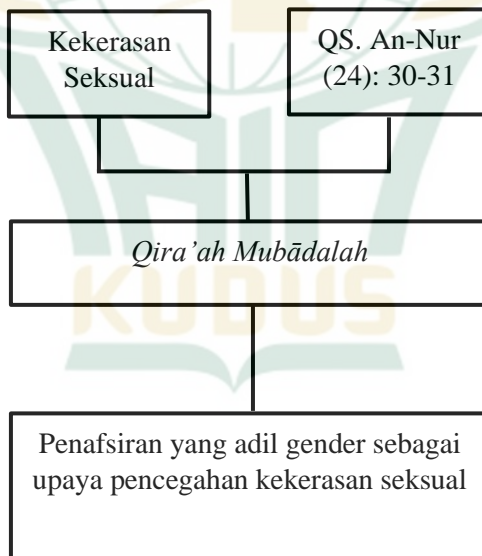 Kekerasan
Seksual
QS. An-Nur
(24): 30-31
Qira’ah Mubādalah
KUDUS
Penafsiran yang adil gender sebagai
upaya pencegahan kekerasan seksual